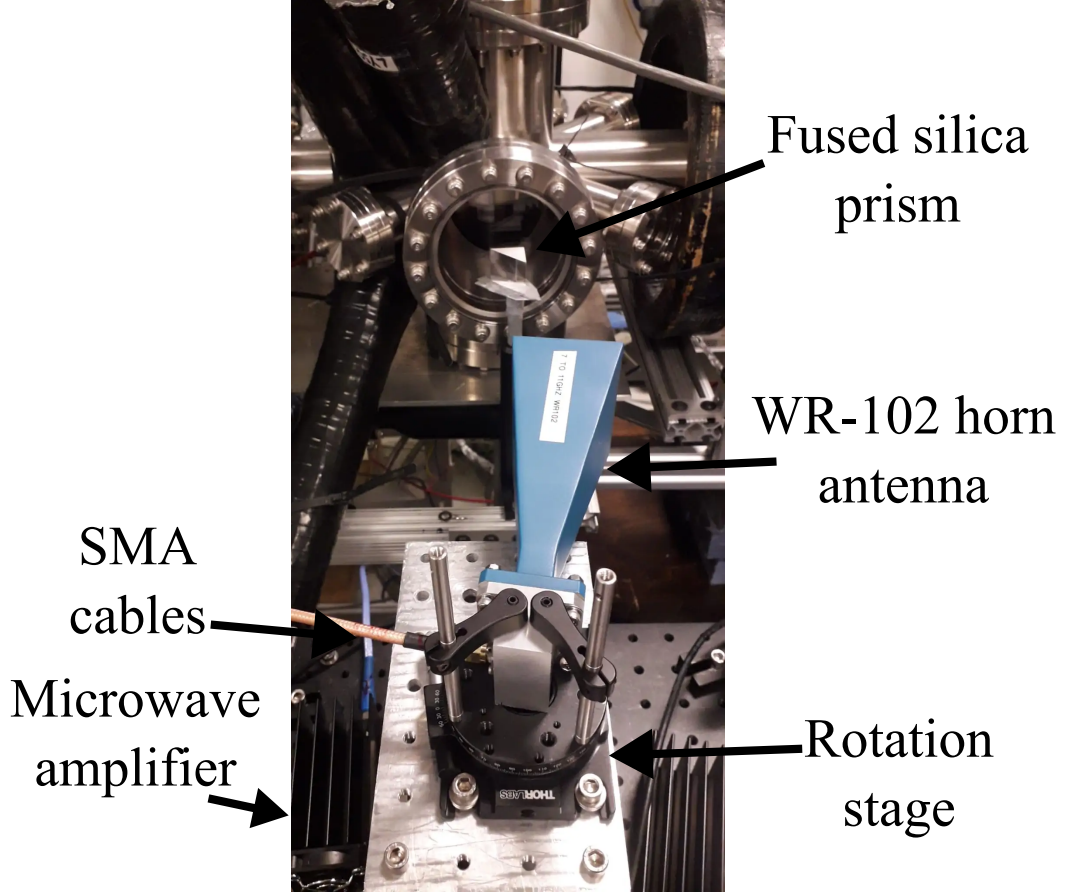 Fused silica
prism
7 TO 11GHZ WR102
WR-102 horn
antenna
SMA
cables
Microwave
amplifier
Rotation
stage
THORLABS